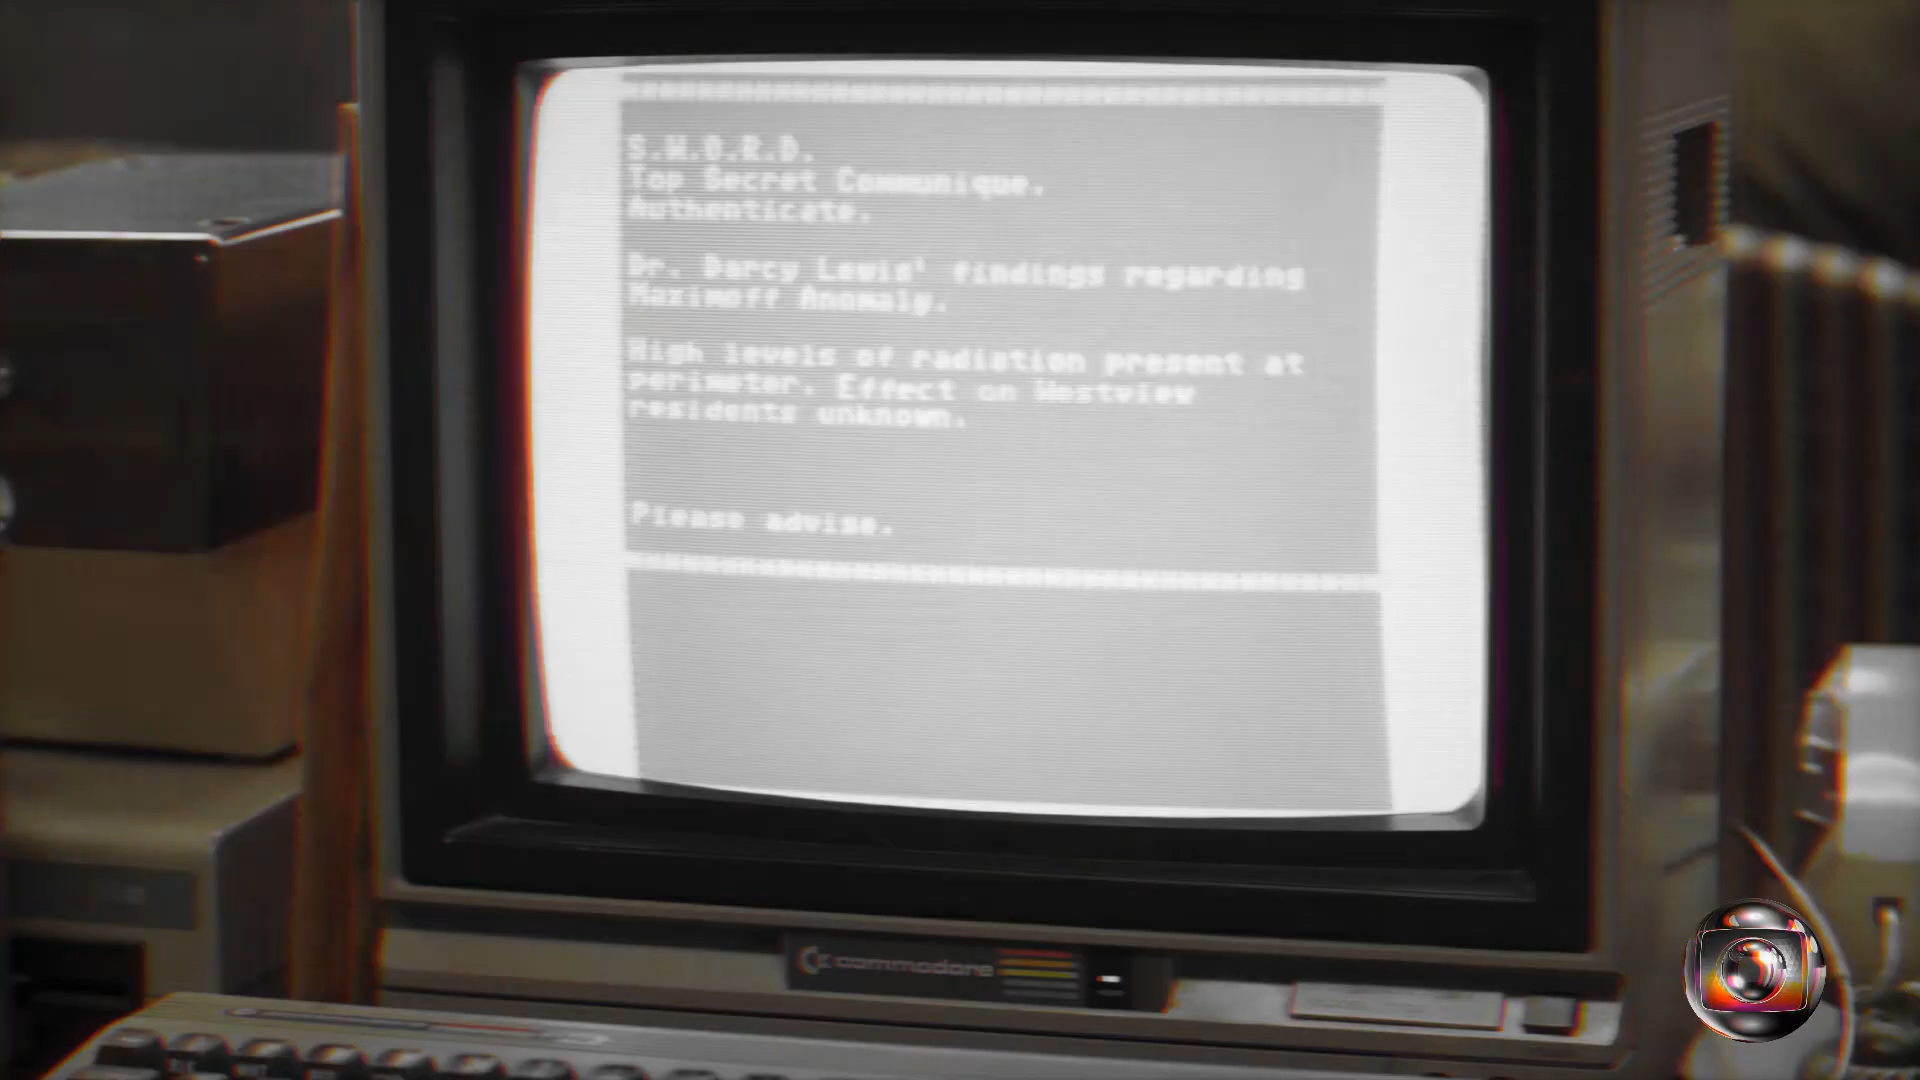 S.W.O.R.D.
Top Secret Communique.
Authenticate.
Dr. Darcy Lewis' findings regarding
Maximoff Anomaly.
High levels of radiation present at
perimeter. Effect on Westview
residents unknown.
Please advise.
commodore